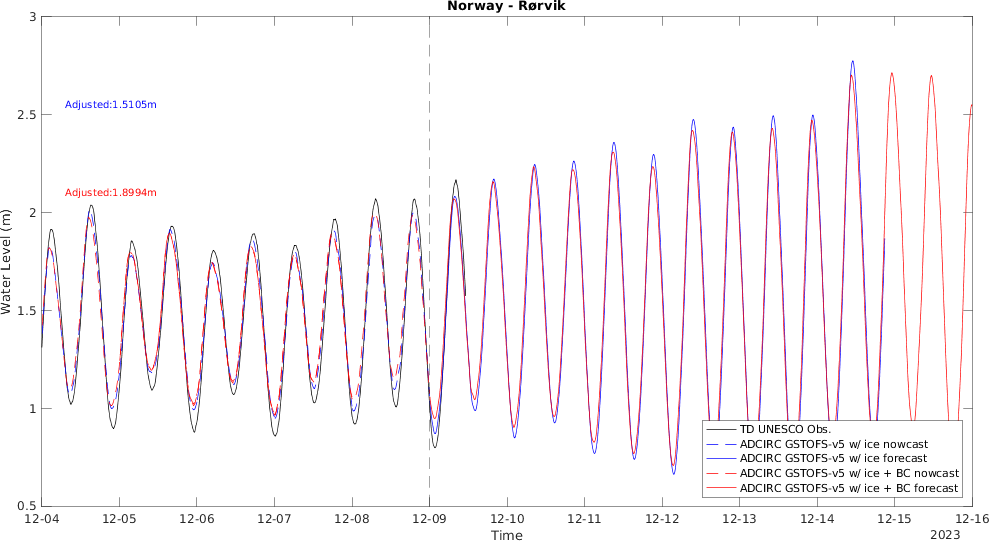 Norway - Rørvik
3
2.5
2
1.5
1
0.5
Water Level (m)
Adjusted:1.5105m
Adjusted:1.8994m
TD UNESCO Obs.
ADCIRC GSTOFS-v5 w/ ice nowcast
ADCIRC GSTOFS-v5 w/ ice forecast
ADCIRC GSTOFS-v5 w/ ice + BC nowcast
ADCIRC GSTOFS-v5 w/ ice + BC forecast
12-04 12-05 12-06 12-07 12-08 12-09 12-10 12-11 12-12 12-13 12-14 12-15 12-16
Time
2023